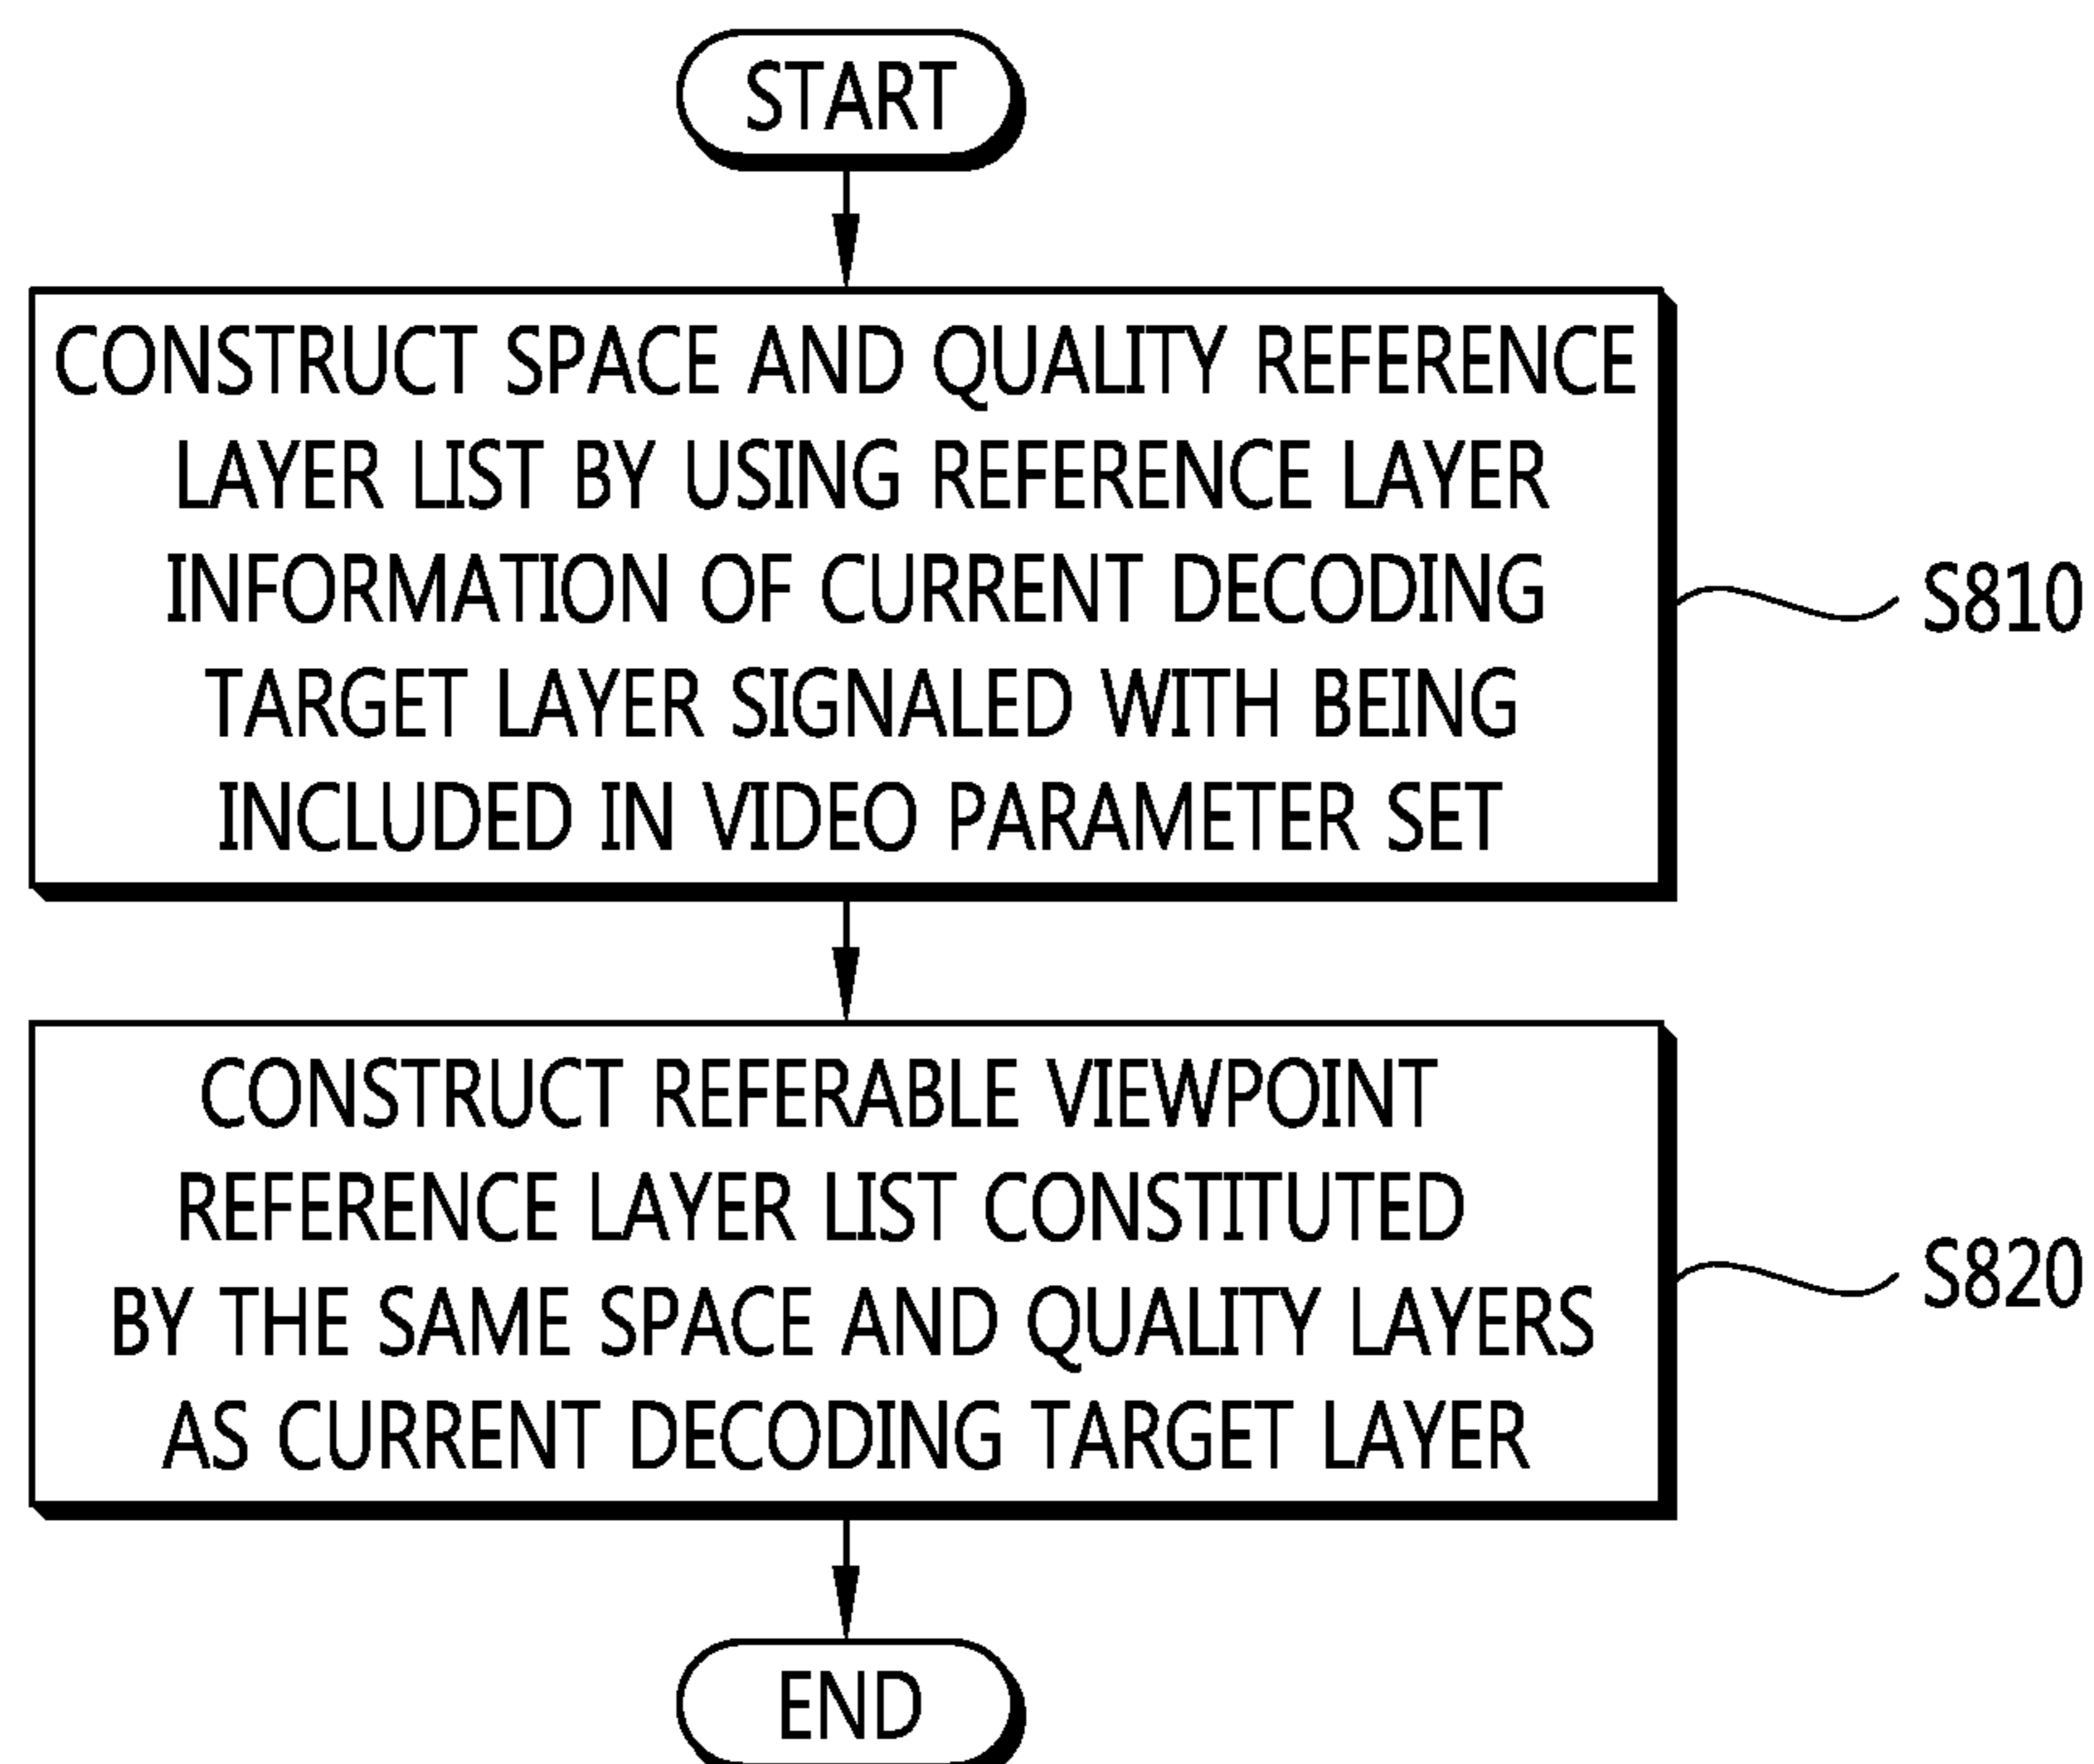 START
CONSTRUCT SPACE AND QUALITY REFERENCE
LAYER LIST BY USING REFERENCE LAYER
INFORMATION OF CURRENT DECODING
TARGET LAYER SIGNALED WITH BEING
INCLUDED IN VIDEO PARAMETER SET
S810
CONSTRUCT REFERABLE VIEWPOINT
REFERENCE LAYER LIST CONSTITUTED
BY THE SAME SPACE AND QUALITY LAYERS
AS CURRENT DECODING TARGET LAYER
S820
END